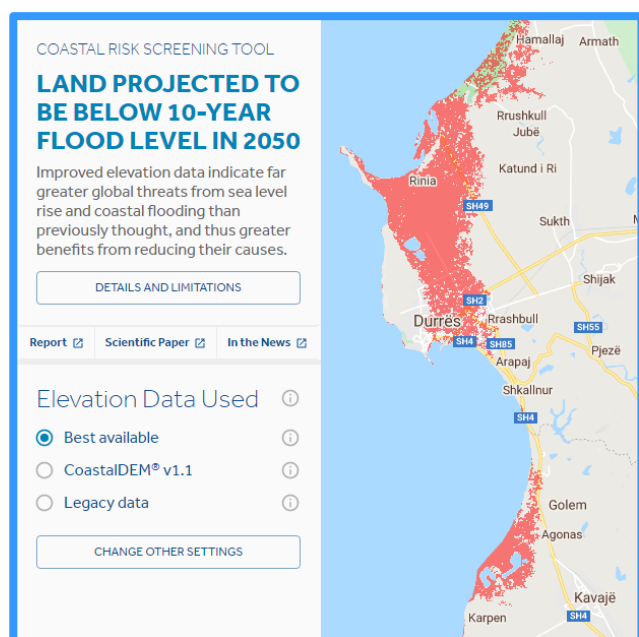 COASTAL RISK SCREENING TOOL
LAND PROJECTED TO
BE BELOW 10-YEAR
FLOOD LEVEL IN 2050
Improved elevation data indicate far
greater global threats from sea level
rise and coastal flooding than
previously thought, and thus greater
benefits from reducing their causes.
DETAILS AND LIMITATIONS
Report
Scientific Paper
In the News
Elevation Data Used
Best available
CoastalDEM® v1.1
Legacy data
CHANGE OTHER SETTINGS
Hamallaj
Armath
Rrushkull
Jubë
Katund i Ri
Rinia
SH49
Sukth
Shijak
SH2
Durrës
Rrashbull
SH55
SH4
SH85
Pjezë
Arapaj
Shkallnur
SH4
Golem
Agonas
Kavajë
SH4
Karpen